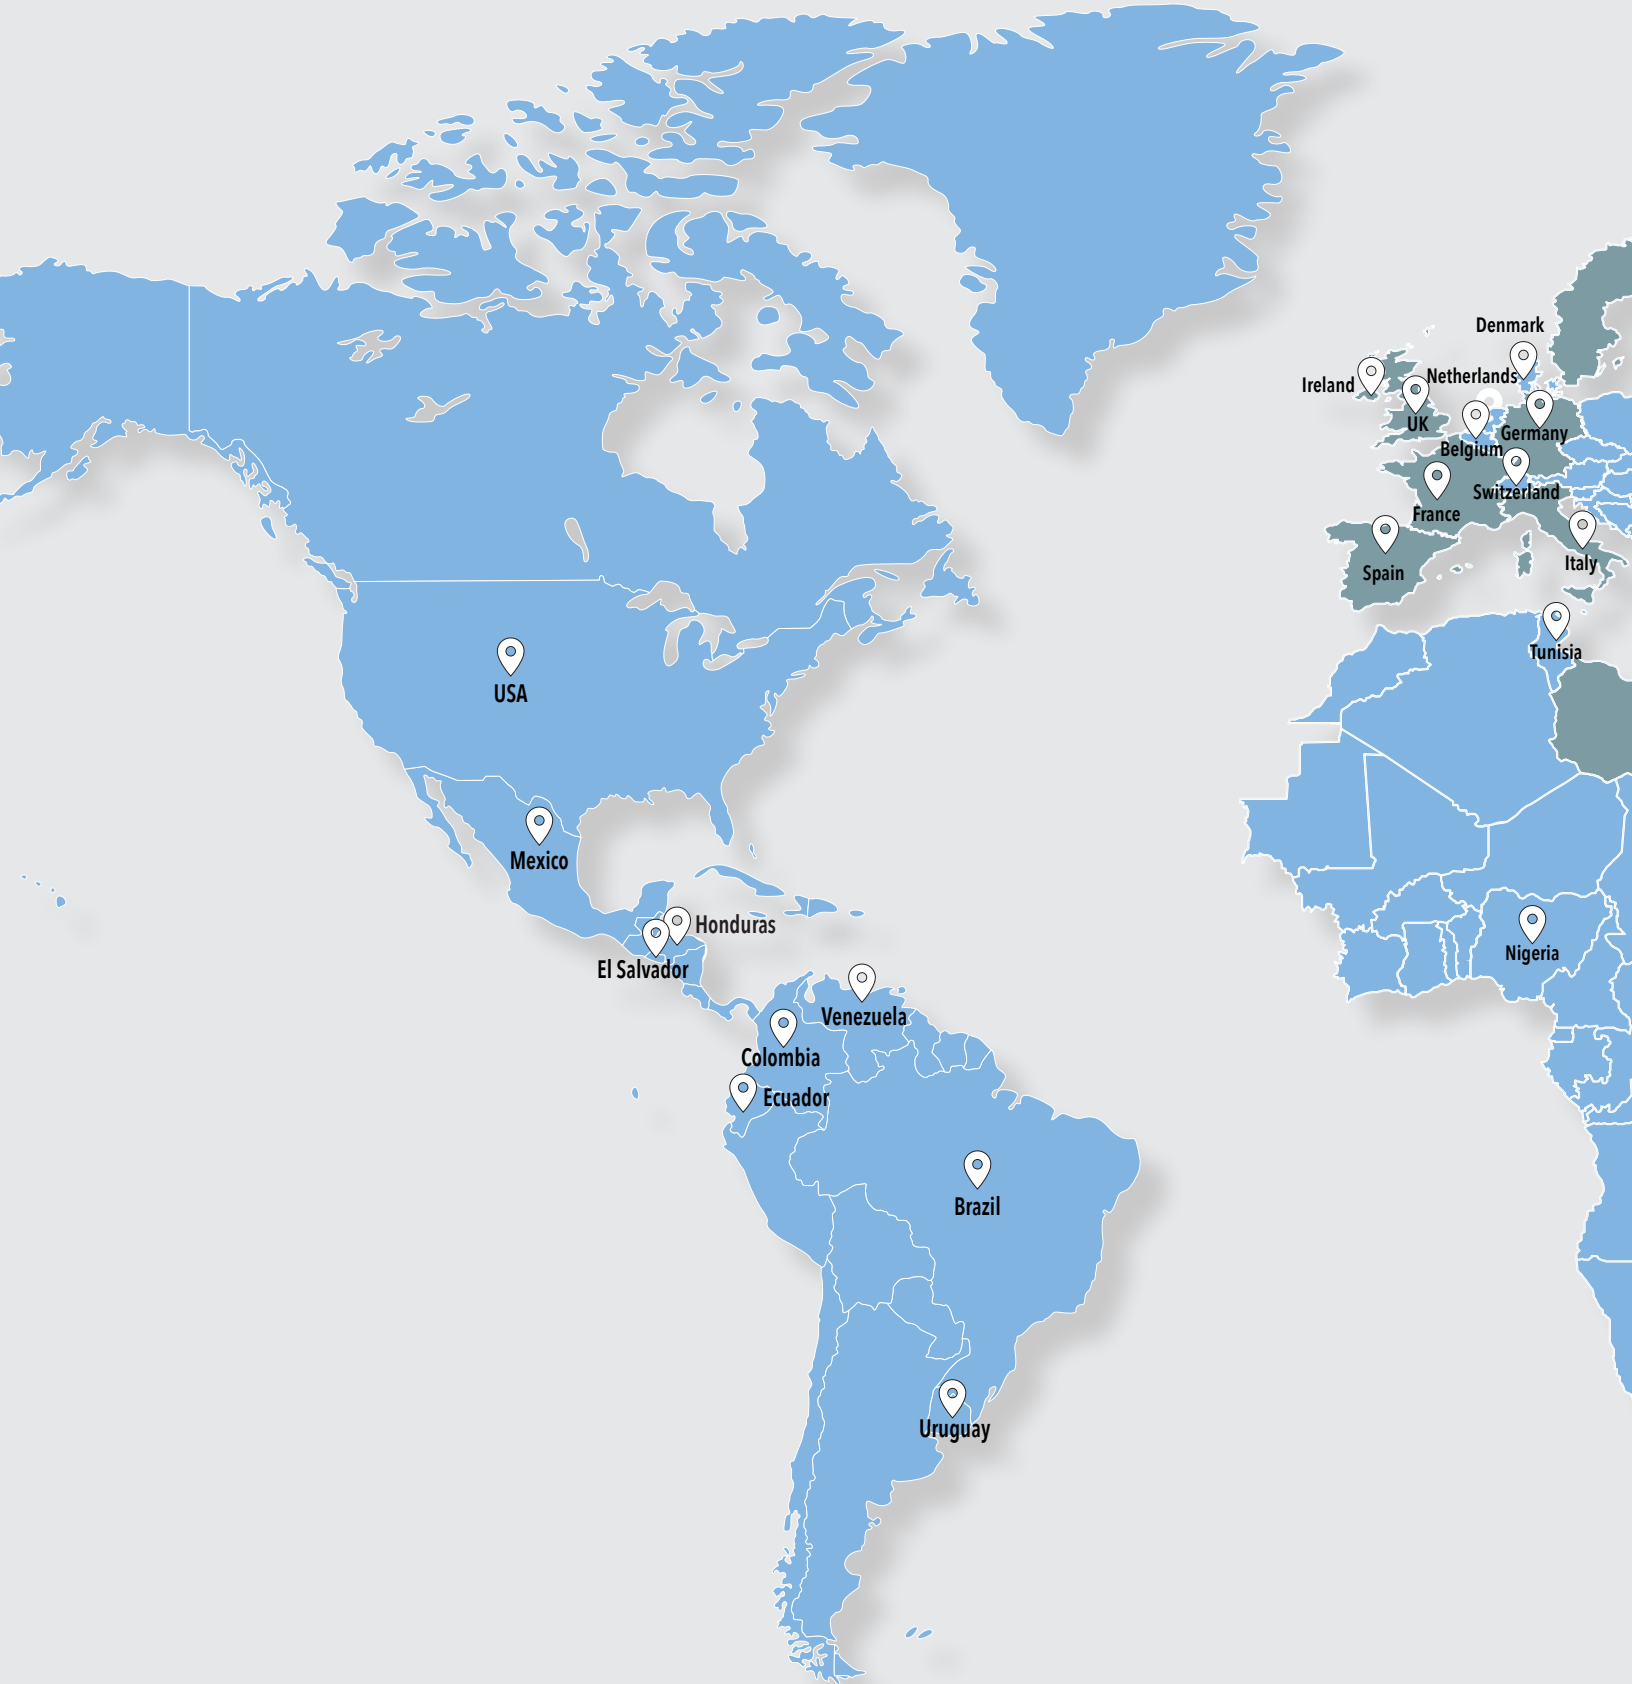 Denmark
Netherlands
Ireland
UK
Germany
Belgium
Switzerland
France
Italy
Spain
Tunisia
USA
Mexico
Honduras
Nigeria
El Salvador
Venezuela
Colombia
Ecuador
Brazil
Uruguay